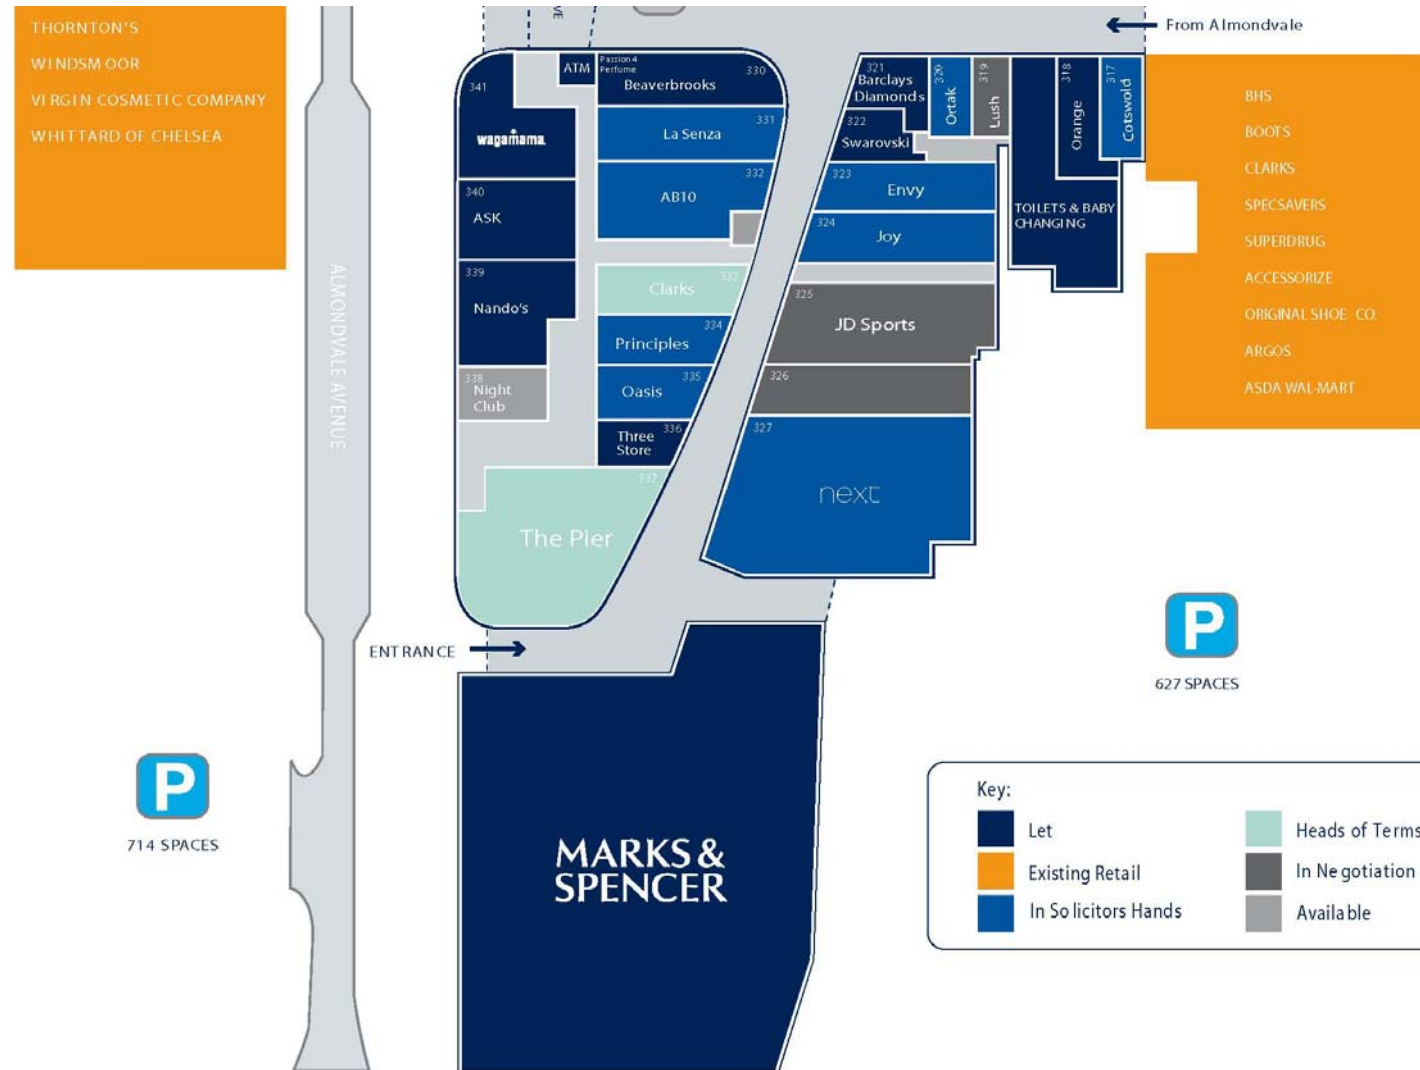 THORNTON'S
WINDSM OOR
VIRGIN COSMETIC COMPANY
WHITTARD OF CHELSEA
ALMONDVALE AVENUE
VE
From Almondvale
341
wagamama
340
ASK
339
Nando's
338
Night
Club
ATM
Passion 4
Perfume
330
Beaverbrooks
331
La Senza
332
AB10
333
Clarks
334
Principles
335
Oasis
336
Three
Store
337
The Pier
321
Barclays
Diamonds
322
Swarovski
320
Ortak
319
Lush
318
Orange
317
Cotswold
TOILETS & BABY
CHANGING
323
Envy
324
Joy
325
JD Sports
326
327
next
BHS
BOOTS
CLARKS
SPECSAVERS
SUPERDRUG
ACCESSORIZE
ORIGINAL SHOE CO.
ARGOS
ASDA WAL-MART
ENTRANCE
P
627 SPACES
P
714 SPACES
MARKS &
SPENCER
Key:
Let
Existing Retail
In Solicitors Hands
Heads of Terms
In Negotiation
Available